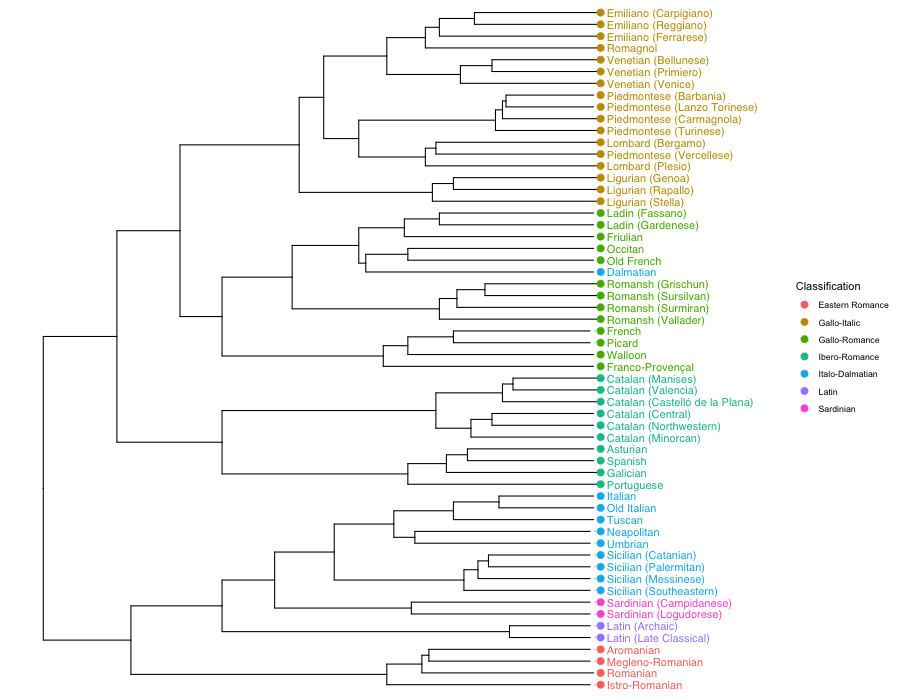 Emiliano (Carpigiano)
Emiliano (Reggiano)
Emiliano (Ferrarese)
Romagnol
Venetian (Bellunese)
Venetian (Primiero)
Venetian (Venice)
Piedmontese (Barbania)
Piedmontese (Lanzo Torinese)
Piedmontese (Carmagnola)
Piedmontese (Turinese)
Lombard (Bergamo)
Piedmontese (Vercellese)
Lombard (Plesio)
Ligurian (Genoa)
Ligurian (Rapallo)
Ligurian (Stella)
Ladin (Fassano)
Ladin (Gardenese)
Friulian
Occitan
Old French
Dalmatian
Romansh (Grischun)
Romansh (Sursilvan)
Romansh (Surmiran)
Romansh (Vallader)
French
Picard
Walloon
Franco-Provençal
Catalan (Manises)
Catalan (Valencia)
Catalan (Castelló de la Plana)
Catalan (Central)
Catalan (Northwestern)
Catalan (Minorcan)
Asturian
Spanish
Galician
Portuguese
Italian
Old Italian
Tuscan
Neapolitan
Umbrian
Sicilian (Catanian)
Sicilian (Palermitan)
Sicilian (Messinese)
Sicilian (Southeastern)
Sardinian (Campidanese)
Sardinian (Logudorese)
Latin (Archaic)
Latin (Late Classical)
Aromanian
Megleno-Romanian
Romanian
Istro-Romanian
Classification
Eastern Romance
Gallo-Italic
Gallo-Romance
Ibero-Romance
Italo-Dalmatian
Latin
Sardinian